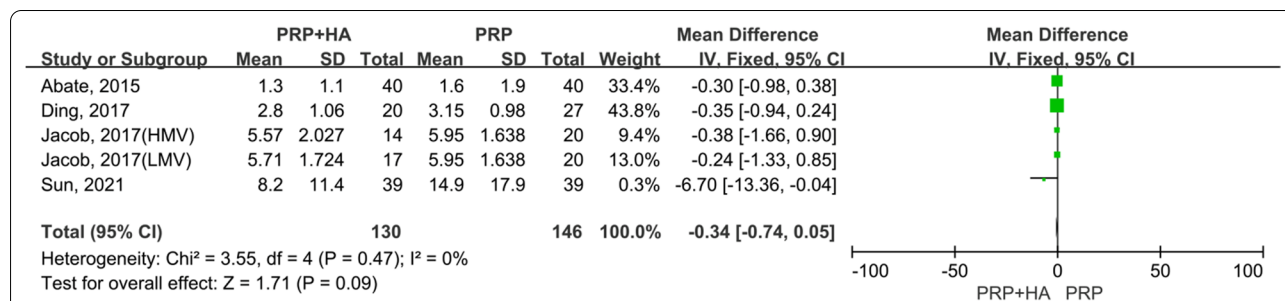 PRP+HA PRP Mean Difference Mean Difference
Study or Subgroup Mean SD Total Mean SD Total Weight IV, Fixed, 95% CI IV, Fixed, 95% CI
Abate, 2015 1.3 1.1 40 1.6 1.9 40 33.4% -0.30 [-0.98, 0.38]
Ding, 2017 2.8 1.06 20 3.15 0.98 27 43.8% -0.35 [-0.94, 0.24]
Jacob, 2017(HMV) 5.57 2.027 14 5.95 1.638 20 9.4% -0.38 [-1.66, 0.90]
Jacob, 2017(LMV) 5.71 1.724 17 5.95 1.638 20 13.0% -0.24 [-1.33, 0.85]
Sun, 2021 8.2 11.4 39 14.9 17.9 39 0.3% -6.70 [-13.36, -0.04]
Total (95% CI) 130 146 100.0% -0.34 [-0.74, 0.05]
Heterogeneity: Chi² = 3.55, df = 4 (P = 0.47); I² = 0%
Test for overall effect: Z = 1.71 (P = 0.09)
-100 -50 0 50 100
PRP+HA PRP